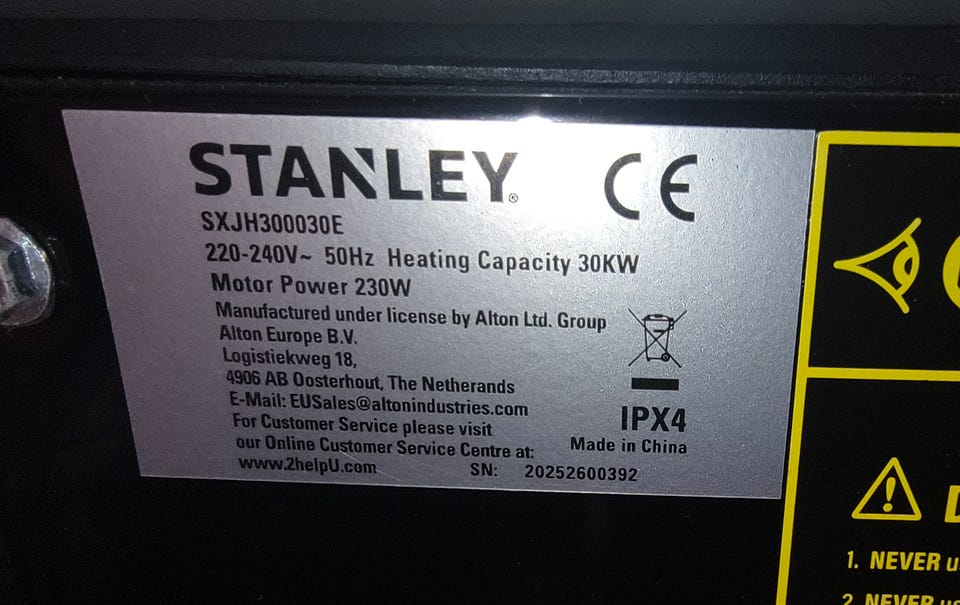 STANLEY®
CE
SXJH300030E
220-240V~ 50Hz Heating Capacity 30KW
Motor Power 230W
Manufactured under license by Alton Ltd. Group
Alton Europe B.V.
Logistiekweg 18,
4906 AB Oosterhout, The Netherands
E-Mail: EUSales@altonindustries.com
For Customer Service please visit
our Online Customer Service Centre at:
www.2helpU.com
SN: 20252600392
IPX4
Made in China
1. NEVER
2. NEVER